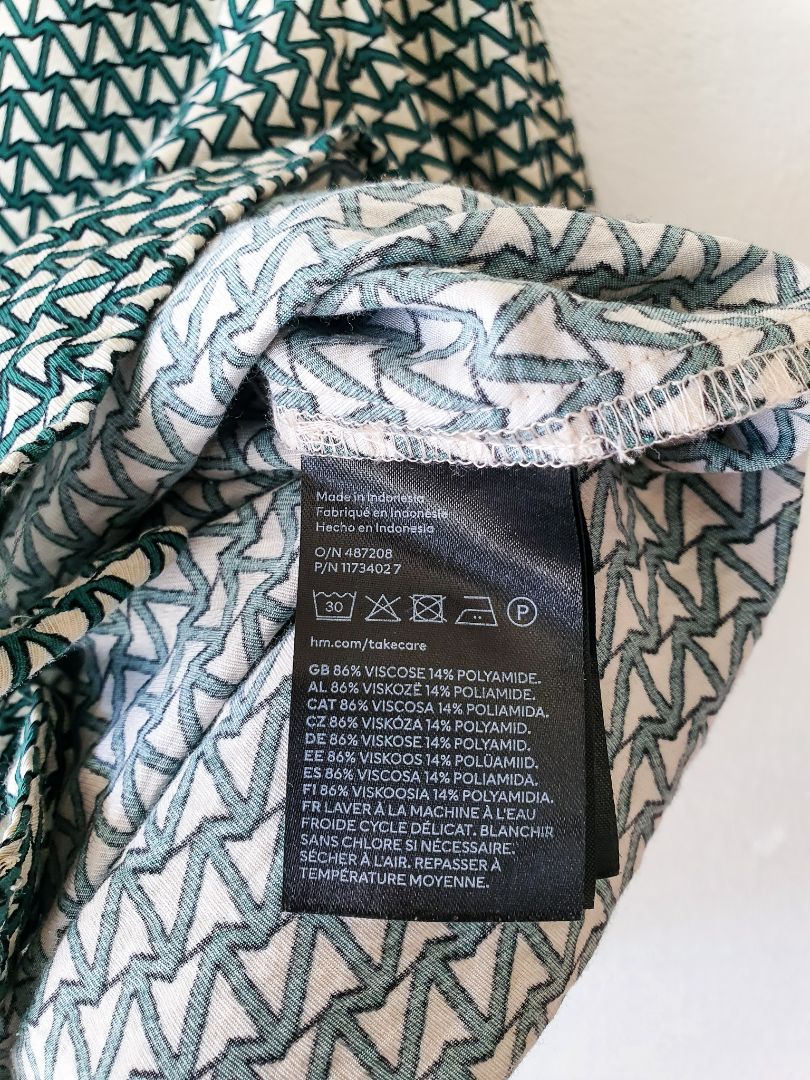 Made in Indonesia
Fabriqué en Indonésie
Hecho en Indonesia
O/N 487208
P/N 1173402 7
30 P
hm.com/takecare
GB 86% VISCOSE 14% POLYAMIDE.
AL 86% VISKOZË 14% POLIAMIDE.
CAT 86% VISCOSA 14% POLIAMIDA.
CZ 86% VISKÓZA 14% POLYAMID.
DE 86% VISKOSE 14% POLYAMID.
EE 86% VISKOOS 14% POLÜAMIID.
ES 86% VISCOSA 14% POLIAMIDA.
FI 86% VISKOOSIA 14% POLYAMIDIA.
FR LAVER À LA MACHINE À L'EAU
FROIDE CYCLE DÉLICAT. BLANCHIR
SANS CHLORE SI NÉCESSAIRE.
SÉCHER À L'AIR. REPASSER À
TEMPÉRATURE MOYENNE.